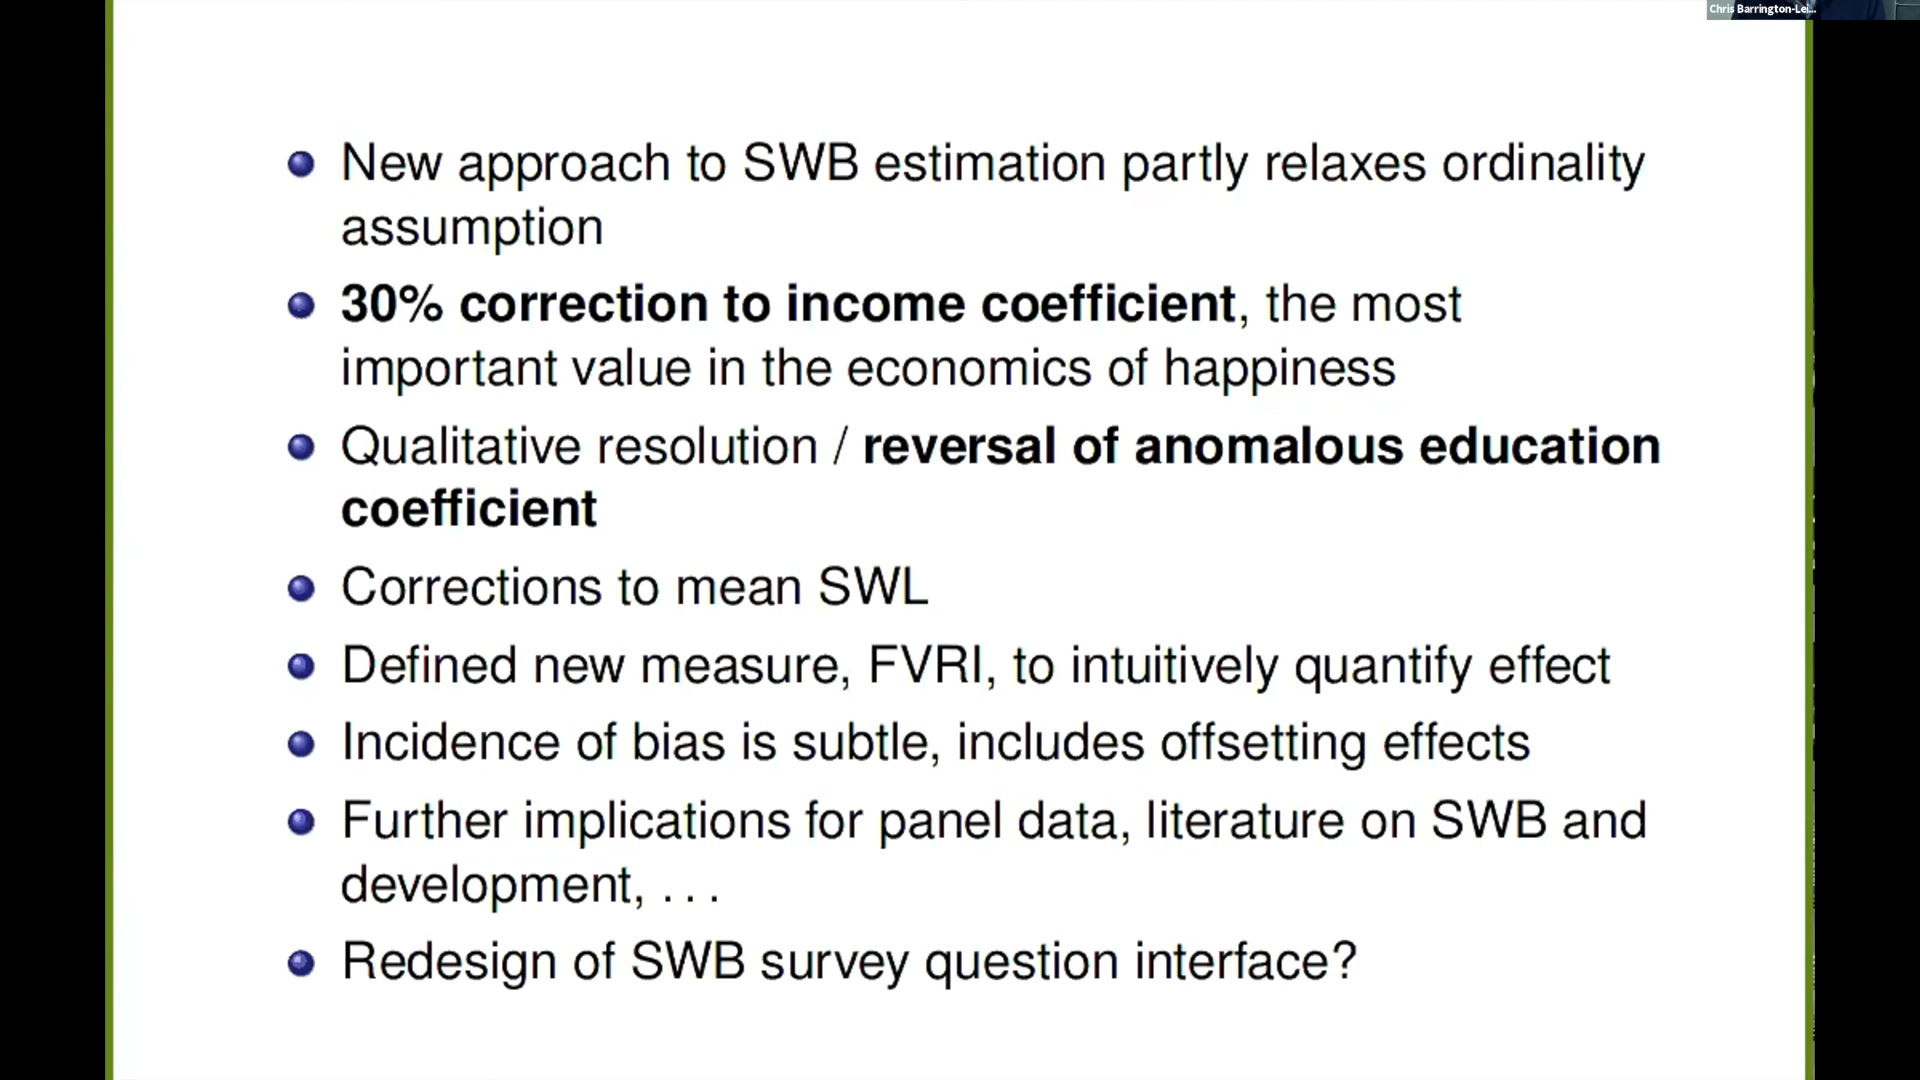 Chris Barrington-Lei...
New approach to SWB estimation partly relaxes ordinality
assumption
30% correction to income coefficient, the most
important value in the economics of happiness
Qualitative resolution / reversal of anomalous education
coefficient
Corrections to mean SWL
Defined new measure, FVRI, to intuitively quantify effect
Incidence of bias is subtle, includes offsetting effects
Further implications for panel data, literature on SWB and
development, . . .
Redesign of SWB survey question interface?